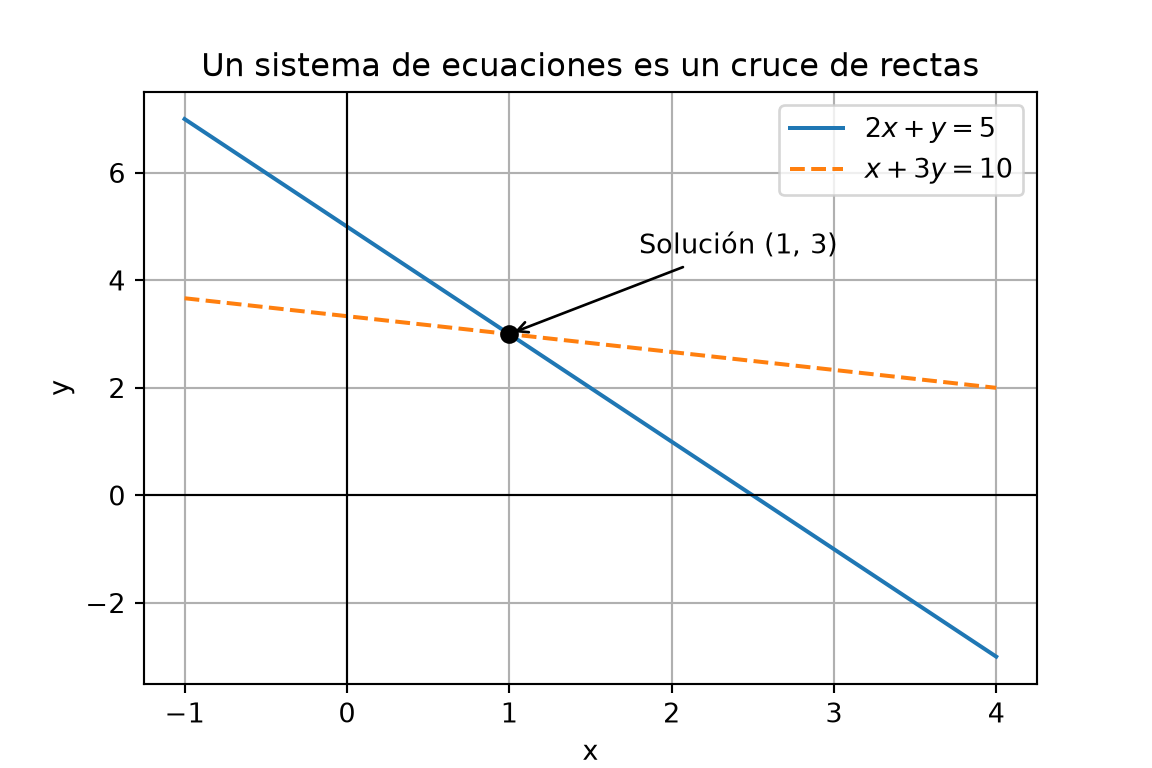 Un sistema de ecuaciones es un cruce de rectas
2x + y = 5
x + 3y = 10
Solución (1, 3)
6
4
2
0
−2
y
−1 0 1 2 3 4
x